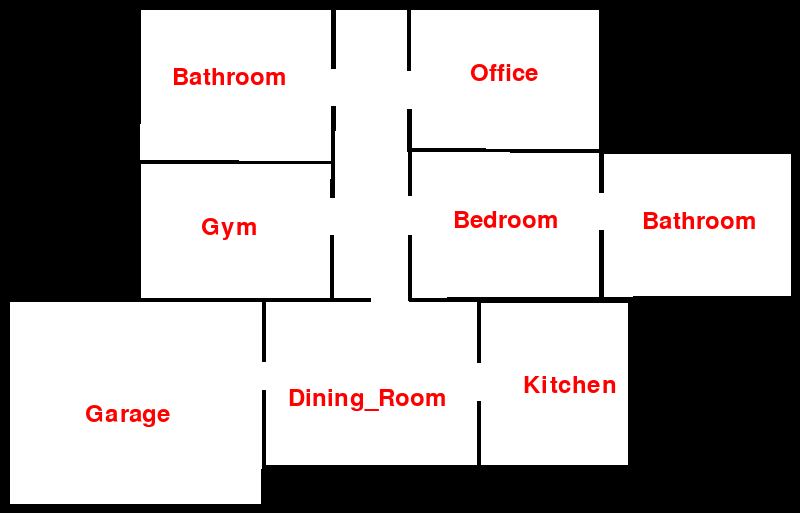 Bathroom
Office
Gym
Bedroom
Bathroom
Garage
Dining_Room
Kitchen